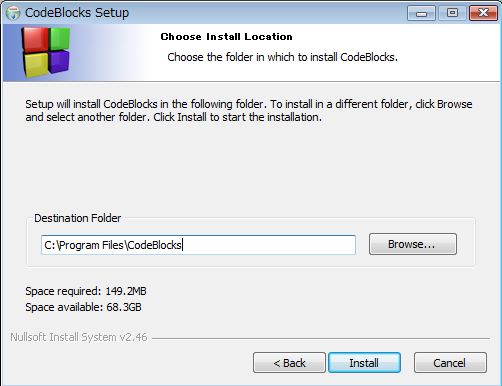 CodeBlocks Setup
Choose Install Location
Choose the folder in which to install CodeBlocks.
Setup will install CodeBlocks in the following folder. To install in a different folder, click Browse
and select another folder. Click Install to start the installation.
Destination Folder
C:\Program Files\CodeBlocks
Browse...
Space required: 149.2MB
Space available: 68.3GB
Nullsoft Install System v2.46
< Back
Install
Cancel